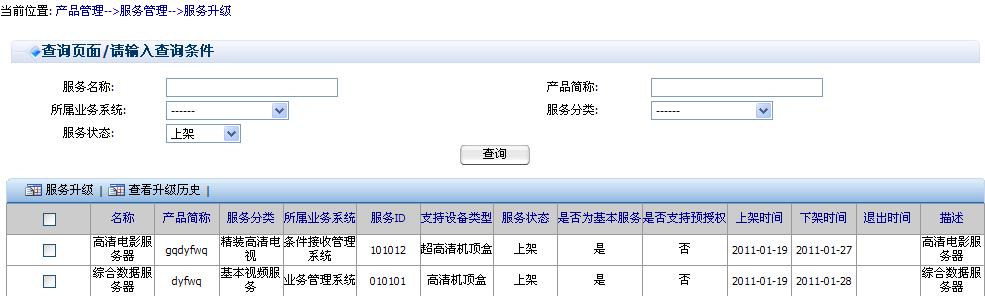 当前位置: 产品管理-->服务管理-->服务升级
查询页面/请输入查询条件
服务名称: 产品简称:
所属业务系统: ------ 服务分类: ------
服务状态: 上架
查询
服务升级 | 查看升级历史 |
名称 产品简称 服务分类 所属业务系统 服务ID 支持设备类型 服务状态 是否为基本服务 是否支持预授权 上架时间 下架时间 退出时间 描述
高清电影服务器 gqdyfwq 精装高清电视 条件接收管理系统 101012 超高清机顶盒 上架 是 否 2011-01-19 2011-01-27 高清电影服务器
综合数据服务器 dyfwq 基本视频服务 业务管理系统 010101 高清机顶盒 上架 是 否 2011-01-19 2011-01-28 综合数据服务器